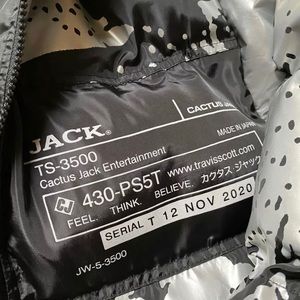 JACK®
CACTUS JA
TS-3500
Cactus Jack Entertainment
MADE IN JAPAN
430-PS5T
www.travisscott.com
FEEL. THINK. BELIEVE. カクタス・ジャック
SERIAL T 12 NOV 2020
JW-5-3500